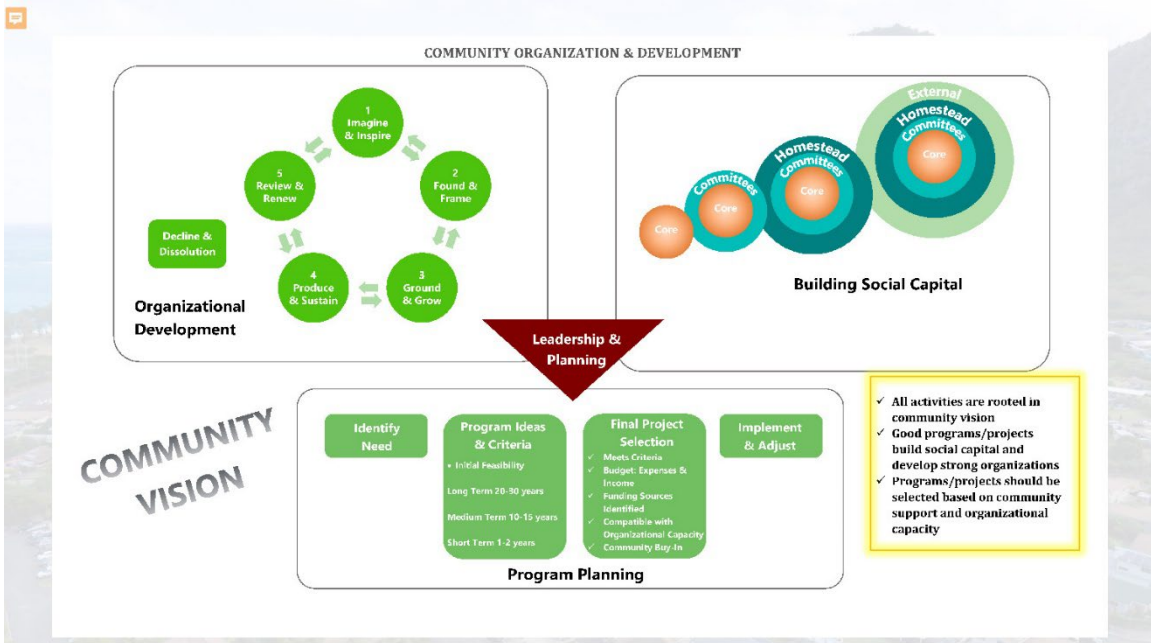 COMMUNITY ORGANIZATION & DEVELOPMENT
1
Imagine
& Inspire
2
Found &
Frame
3
Ground
& Grow
4
Produce
& Sustain
5
Review &
Renew
Decline &
Dissolution
Organizational
Development
Core
Committees
Core
Homestead
Committees
Core
External
Homestead
Committees
Core
Building Social Capital
Leadership &
Planning
COMMUNITY
VISION
Identify
Need
Program Ideas
& Criteria
• Initial Feasibility
Long Term 20-30 years
Medium Term 10-15 years
Short Term 1-2 years
Final Project
Selection
✓ Meets Criteria
✓ Budget: Expenses &
Income
✓ Funding Sources
Identified
✓ Compatible with
Organizational Capacity
✓ Community Buy-In
Implement
& Adjust
Program Planning
✓ All activities are rooted in
community vision
✓ Good programs/projects
build social capital and
develop strong organizations
✓ Programs/projects should be
selected based on community
support and organizational
capacity